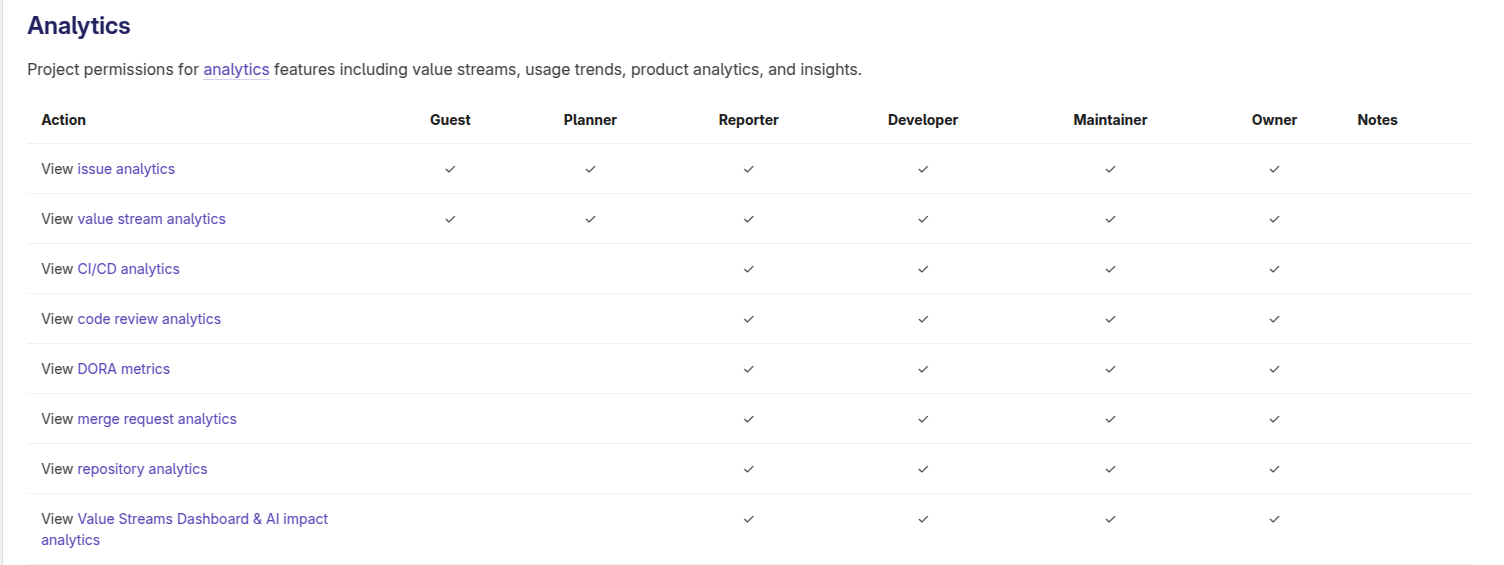 Analytics
Project permissions for analytics features including value streams, usage trends, product analytics, and insights.
Action Guest Planner Reporter Developer Maintainer Owner Notes
View issue analytics ✓ ✓ ✓ ✓ ✓ ✓
View value stream analytics ✓ ✓ ✓ ✓ ✓ ✓
View CI/CD analytics ✓ ✓ ✓ ✓
View code review analytics ✓ ✓ ✓ ✓
View DORA metrics ✓ ✓ ✓ ✓
View merge request analytics ✓ ✓ ✓ ✓
View repository analytics ✓ ✓ ✓ ✓
View Value Streams Dashboard & AI impact ✓ ✓ ✓ ✓
analytics